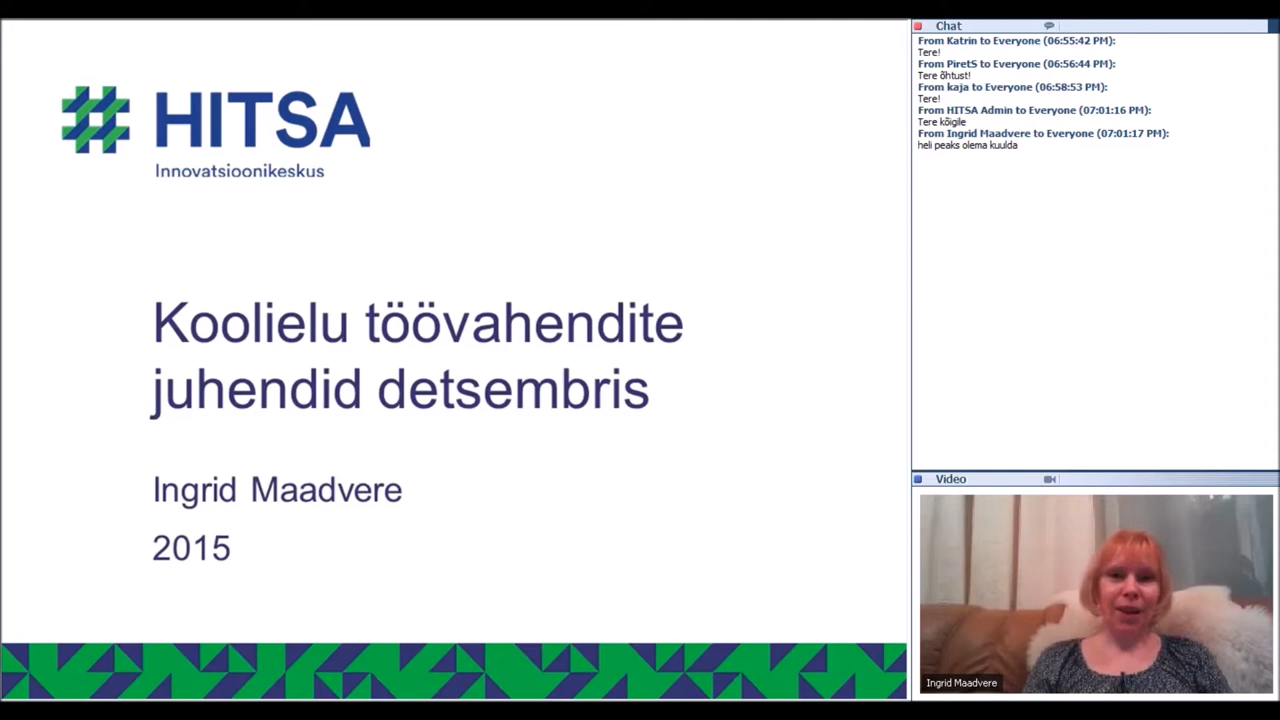 HITSA
Innovatsioonikeskus
Koolielu töövahendite
juhendid detsembris
Ingrid Maadvere
2015
Chat
From Katrin to Everyone (06:55:42 PM):
Tere!
From PiretS to Everyone (06:56:44 PM):
Tere õhtust!
From kaja to Everyone (06:58:53 PM):
Tere!
From HITSA Admin to Everyone (07:01:16 PM):
Tere kõigile
From Ingrid Maadvere to Everyone (07:01:17 PM):
heli peaks olema kuulda
Video
Ingrid Maadvere